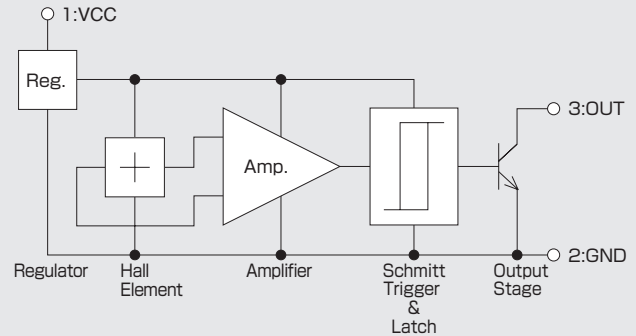 1:VCC
Reg.
Amp.
3:OUT
2:GND
Regulator
Hall
Element
Amplifier
Schmitt
Trigger
&
Latch
Output
Stage